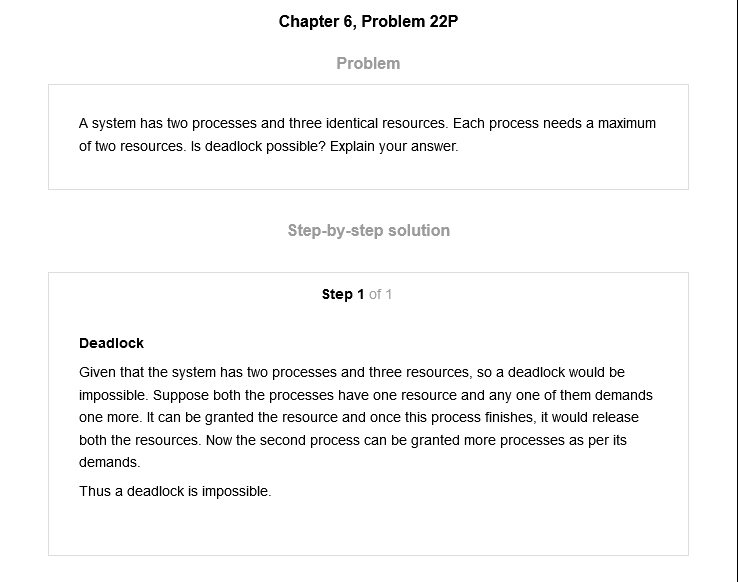 Chapter 6, Problem 22P
Problem
A system has two processes and three identical resources. Each process needs a maximum
of two resources. Is deadlock possible? Explain your answer.
Step-by-step solution
Step 1 of 1
Deadlock
Given that the system has two processes and three resources, so a deadlock would be
impossible. Suppose both the processes have one resource and any one of them demands
one more. It can be granted the resource and once this process finishes, it would release
both the resources. Now the second process can be granted more processes as per its
demands.
Thus a deadlock is impossible.